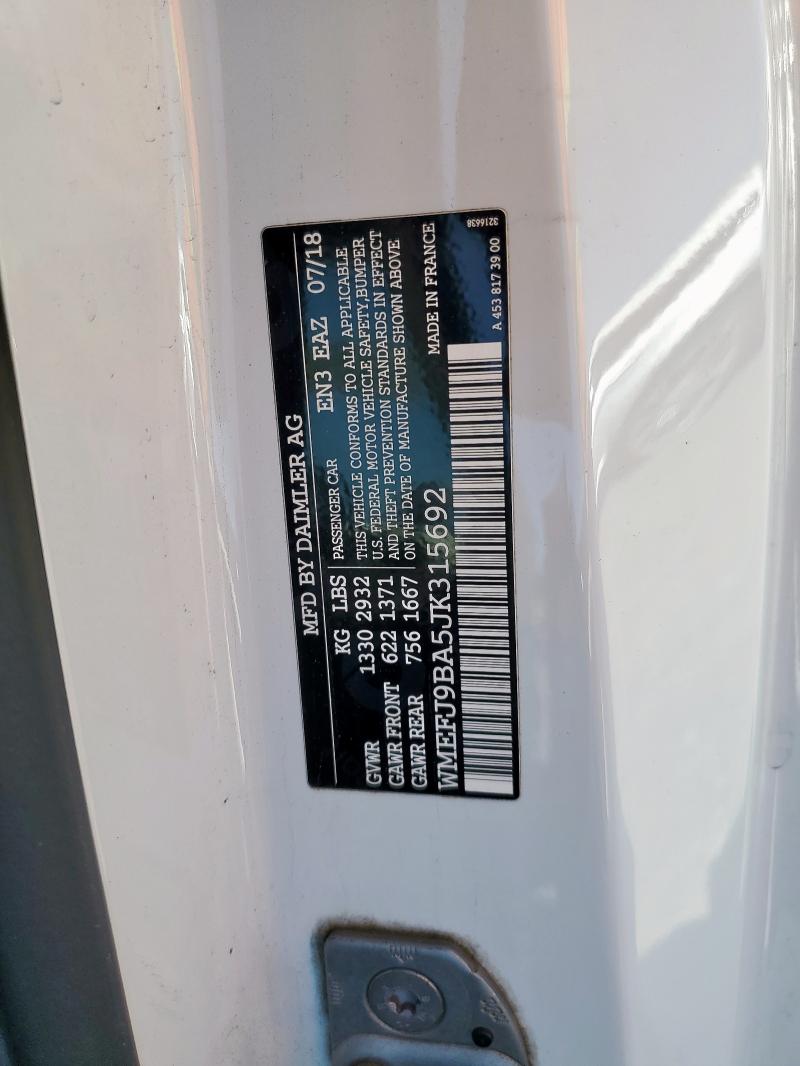 MFD BY DAIMLER AG EN3 EAZ 07/18
KG LBS
GVWR 1330 2932
GAWR FRONT 622 1371
GAWR REAR 756 1667
PASSENGER CAR
THIS VEHICLE CONFORMS TO ALL APPLICABLE
U.S. FEDERAL MOTOR VEHICLE SAFETY, BUMPER
AND THEFT PREVENTION STANDARDS IN EFFECT
ON THE DATE OF MANUFACTURE SHOWN ABOVE
WMEFJ9BA5JK315692 MADE IN FRANCE
A 453 817 39 00
3216638